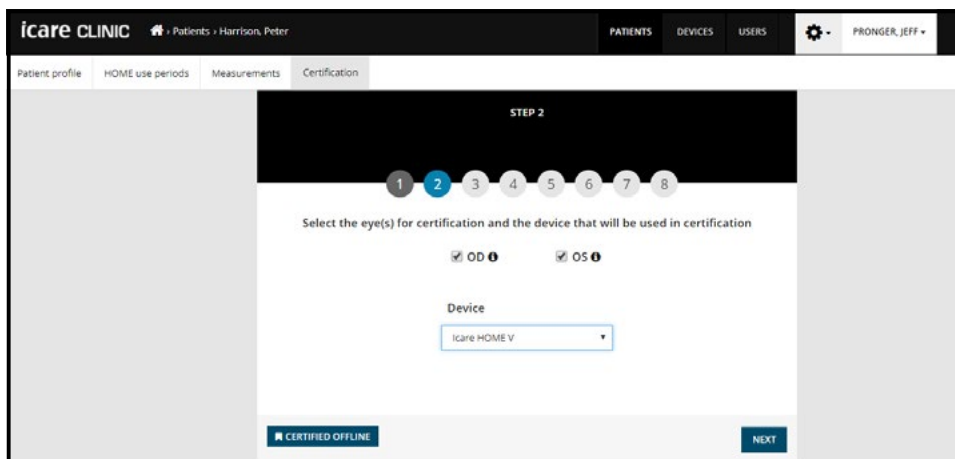 icare CLINIC › Patients › Harrison, Peter PATIENTS DEVICES USERS PRONGER, JEFF
Patient profile HOME use periods Measurements Certification
STEP 2
1 2 3 4 5 6 7 8
Select the eye(s) for certification and the device that will be used in certification
OD OS
Device
Icare HOME V
CERTIFIED OFFLINE NEXT